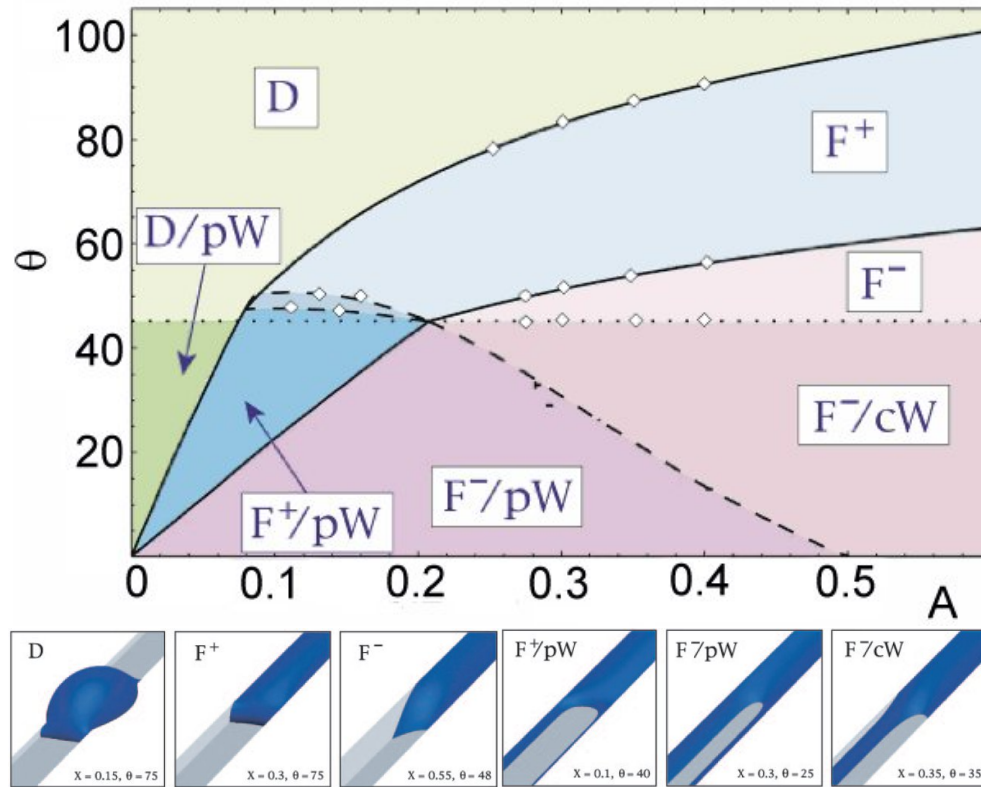 100
D
F⁺
80
D/pW
60
θ
F⁻
40
F⁻/cW
20
F⁺/pW
F⁻/pW
0
0.1
0.2
0.3
0.4
0.5
A
D
X = 0.15, θ = 75
F⁺
X = 0.3, θ = 75
F⁻
X = 0.55, θ = 48
F⁺/pW
X = 0.1, θ = 40
F⁻/pW
X = 0.3, θ = 25
F⁻/cW
X = 0.35, θ = 35